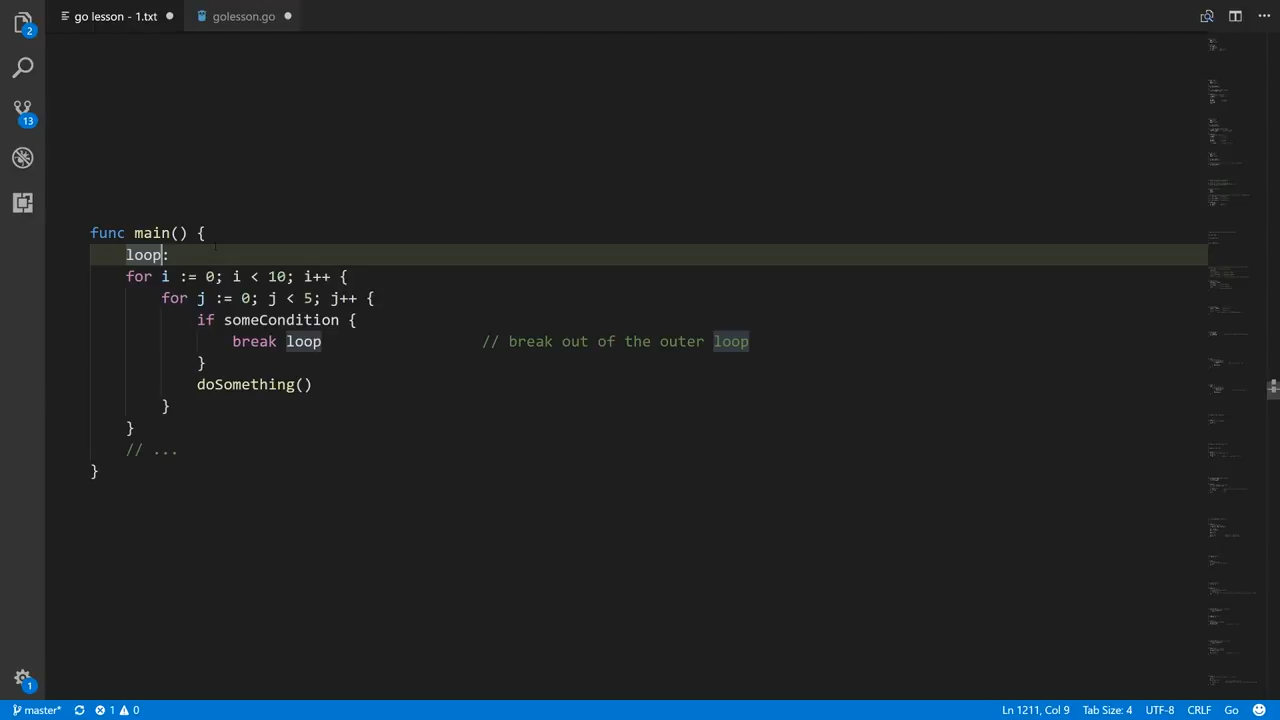 go lesson - 1.txt golesson.go
2
13
func main() {
loop:
for i := 0; i < 10; i++ {
for j := 0; j < 5; j++ {
if someCondition {
break loop // break out of the outer loop
}
doSomething()
}
}
// ...
}
1
master* 1 0 Ln 1211, Col 9 Tab Size: 4 UTF-8 CRLF Go